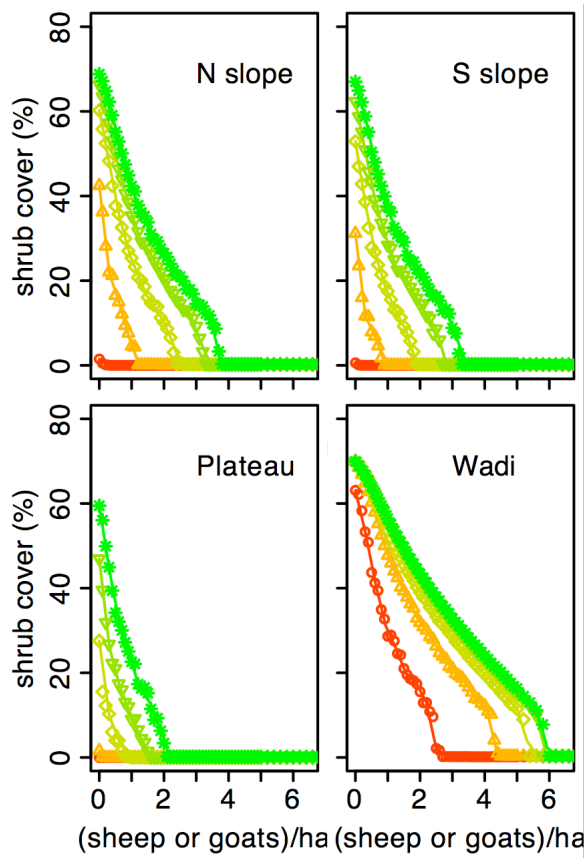 N slope
S slope
shrub cover (%)
80
60
40
20
0
Plateau
Wadi
shrub cover (%)
80
60
40
20
0
0 2 4 6
0 2 4 6
(sheep or goats)/ha
(sheep or goats)/ha